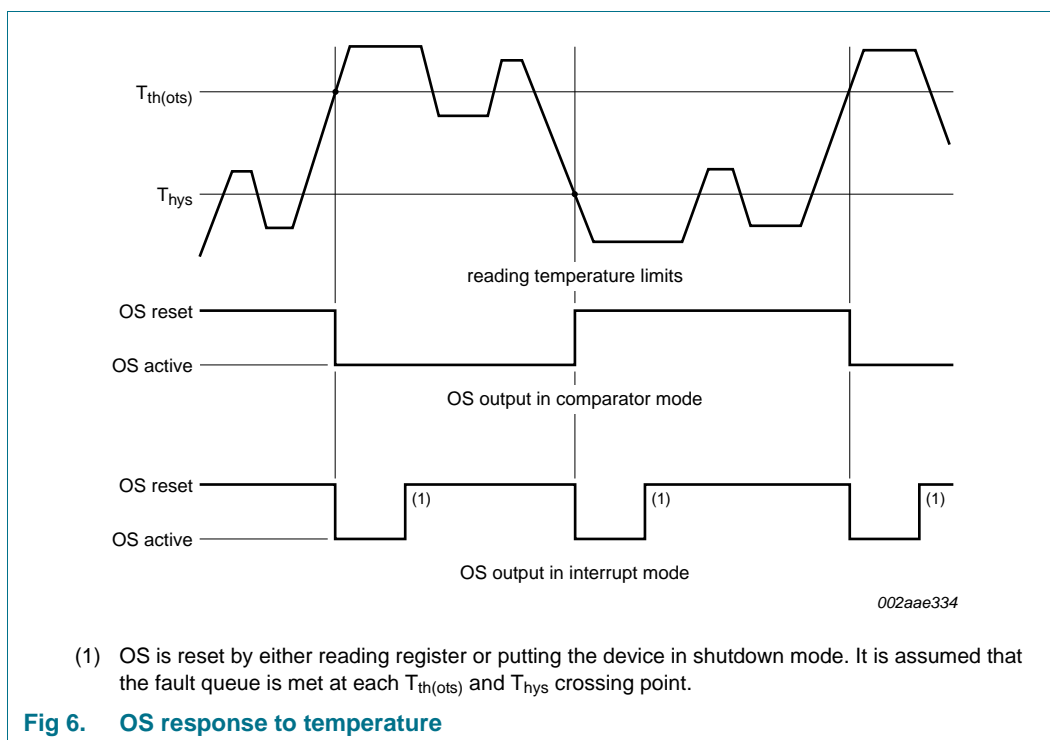 Tth(ots)
Thys
reading temperature limits
OS reset
OS active
OS output in comparator mode
OS reset
(1)
(1)
(1)
OS active
OS output in interrupt mode
002aae334
(1) OS is reset by either reading register or putting the device in shutdown mode. It is assumed that
the fault queue is met at each Tth(ots) and Thys crossing point.
Fig 6. OS response to temperature